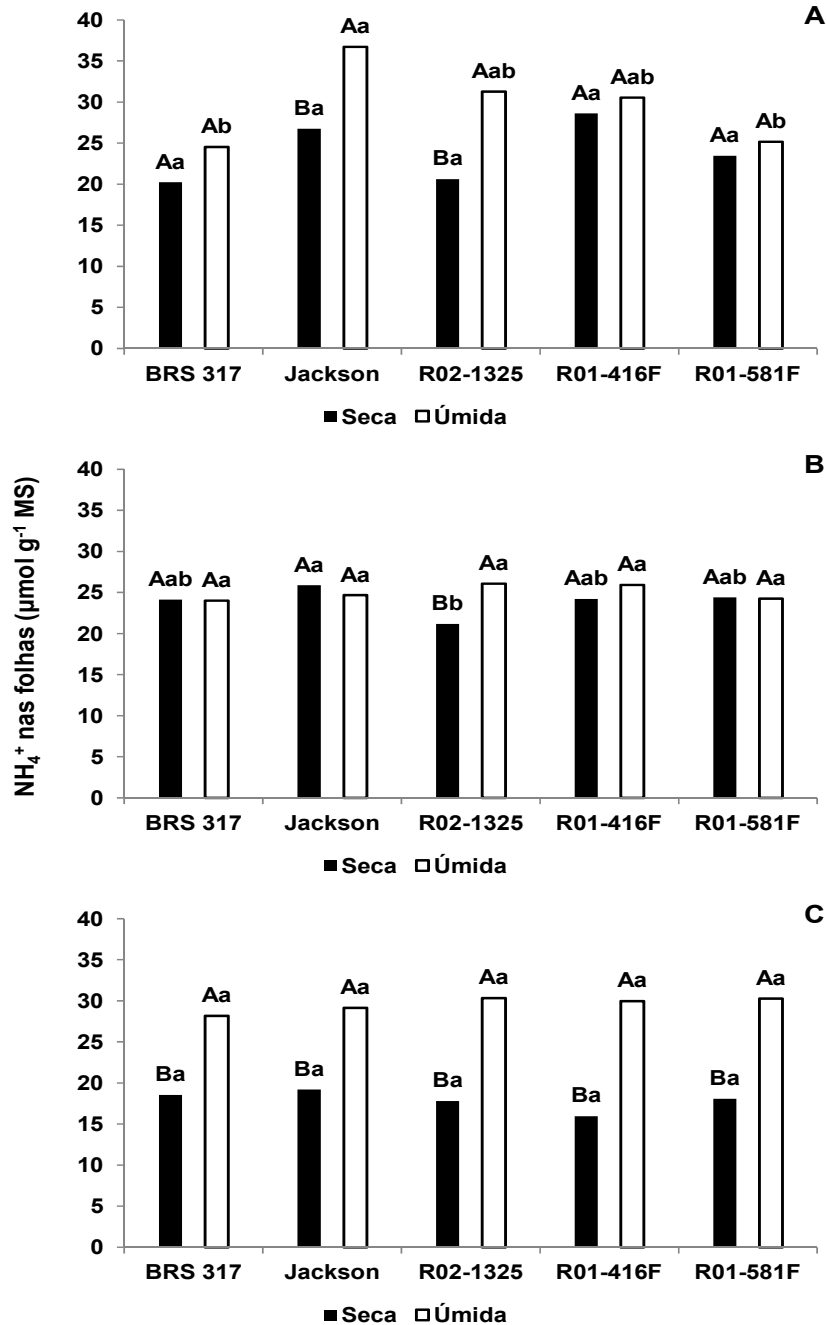 A
40
35
30
25
20
15
10
5
0
Aa Ab Ba Aa Ba Aab Aa Aab Aa Ab
BRS 317 Jackson R02-1325 R01-416F R01-581F
Seca Úmida
NH₄⁺ nas folhas (µmol g⁻¹ MS)
B
40
35
30
25
20
15
10
5
0
Aab Aa Aa Aa Bb Aa Aab Aa Aab Aa
BRS 317 Jackson R02-1325 R01-416F R01-581F
Seca Úmida
C
40
35
30
25
20
15
10
5
0
Ba Aa Ba Aa Ba Aa Ba Aa Ba Aa
BRS 317 Jackson R02-1325 R01-416F R01-581F
Seca Úmida